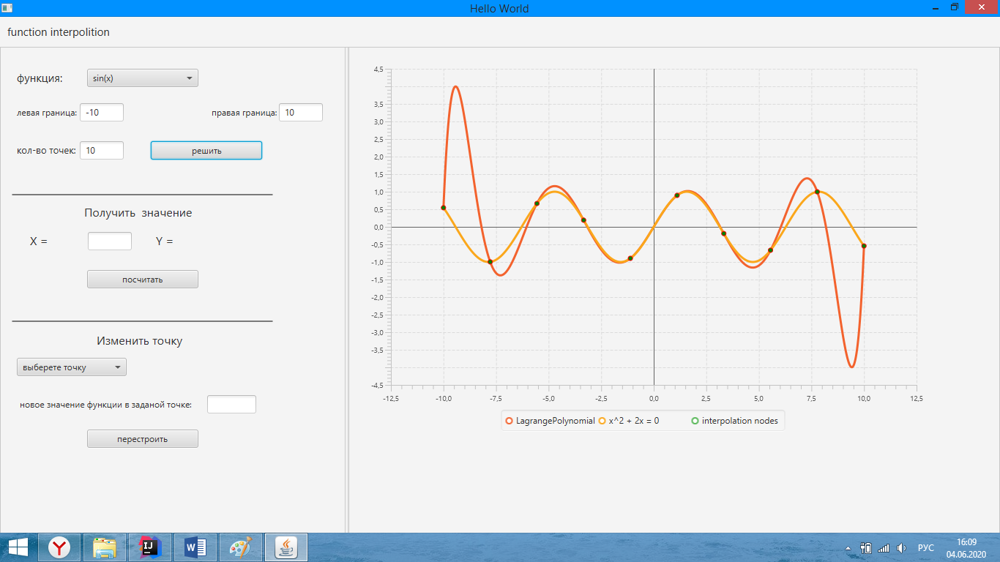 Hello World
function interpolition
функция: sin(x)
левая граница: -10 правая граница: 10
кол-во точек: 10 решить
Получить значение
X = Y =
посчитать
Изменить точку
выберете точку
новое значение функции в заданой точке:
перестроить
4,5
3,5
3,0
2,5
2,0
1,5
1,0
0,5
0,0
-0,5
-1,0
-1,5
-2,0
-2,5
-3,0
-3,5
-4,5
-12,5 -10,0 -7,5 -5,0 -2,5 0,0 2,5 5,0 7,5 10,0 12,5
LagrangePolynomial x^2 + 2x = 0 interpolation nodes
Y IJ W РУС 16:09
04.06.2020